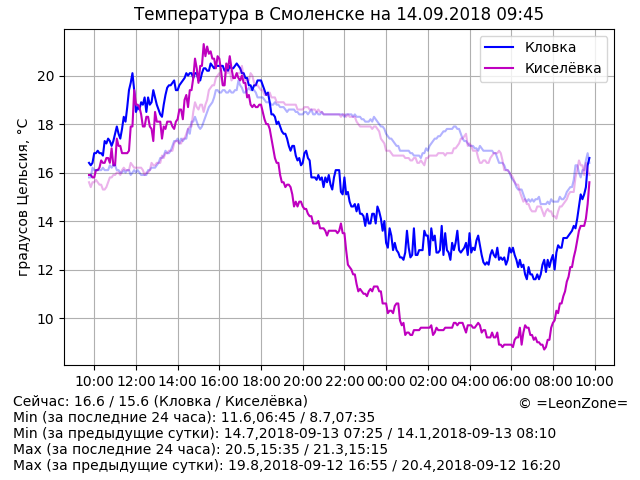 Температура в Смоленске на 14.09.2018 09:45
Кловка
Киселёвка
градусов Цельсия, °C
20
18
16
14
12
10
10:00 12:00 14:00 16:00 18:00 20:00 22:00 00:00 02:00 04:00 06:00 08:00 10:00
Сейчас: 16.6 / 15.6 (Кловка / Киселёвка)
© =LeonZone=
Min (за последние 24 часа): 11.6,06:45 / 8.7,07:35
Min (за предыдущие сутки): 14.7,2018-09-13 07:25 / 14.1,2018-09-13 08:10
Max (за последние 24 часа): 20.5,15:35 / 21.3,15:15
Max (за предыдущие сутки): 19.8,2018-09-12 16:55 / 20.4,2018-09-12 16:20